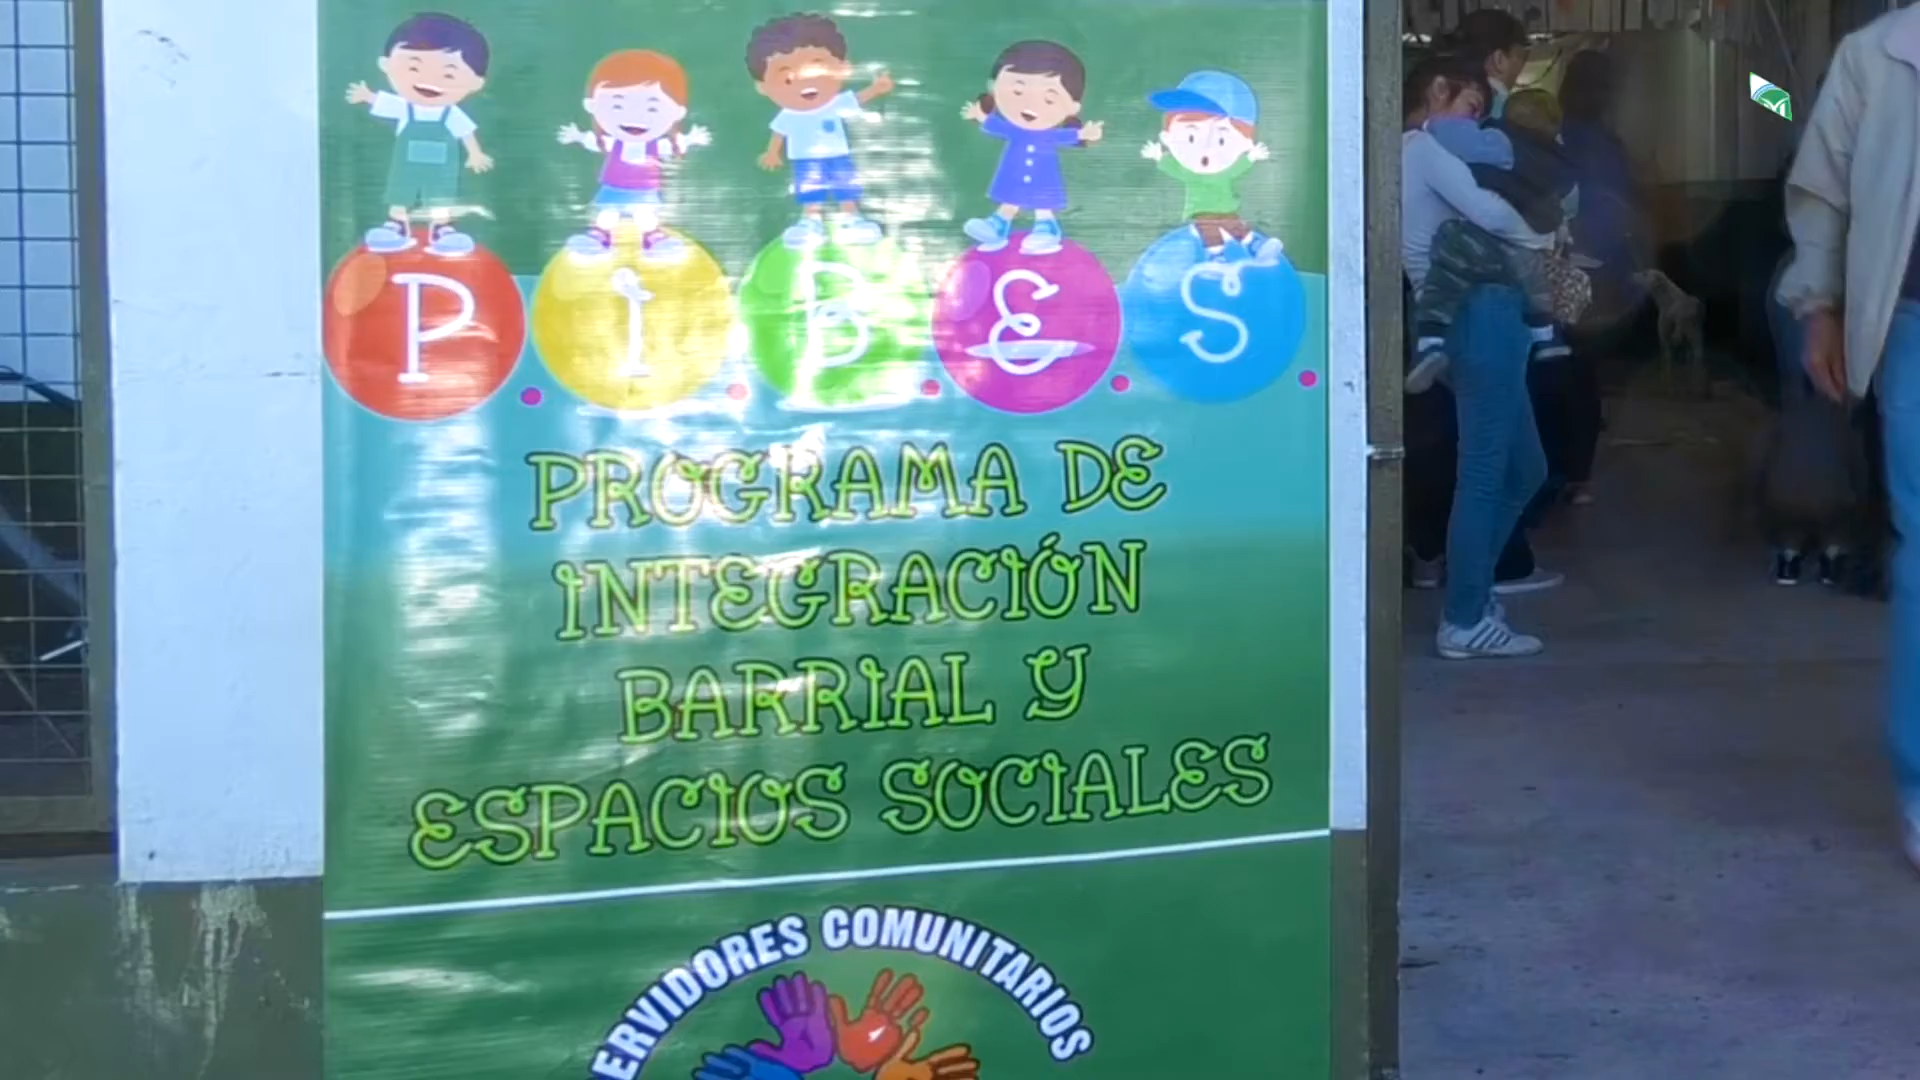 P.I.B.E.S.
PROGRAMA DE
INTEGRACIÓN
BARRIAL Y
ESPACIOS SOCIALES
ERVIDORES COMUNITARIOS